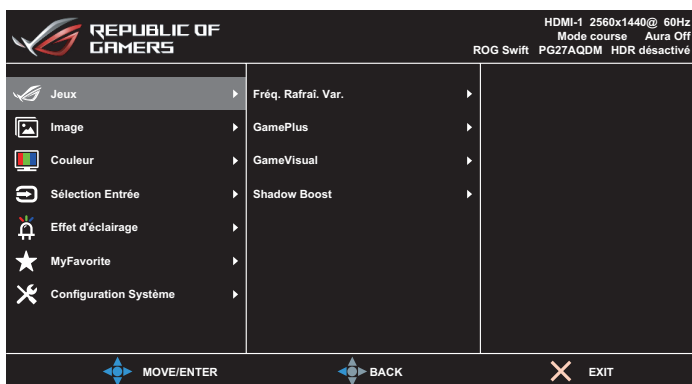 REPUBLIC OF
GAMERS
HDMI-1 2560x1440@ 60Hz
Mode course Aura Off
ROG Swift PG27AQDM HDR désactivé
Jeux
Image
Couleur
Sélection Entrée
Effet d'éclairage
MyFavorite
Configuration Système
Fréq. Rafraî. Var.
GamePlus
GameVisual
Shadow Boost
MOVE/ENTER
BACK
EXIT